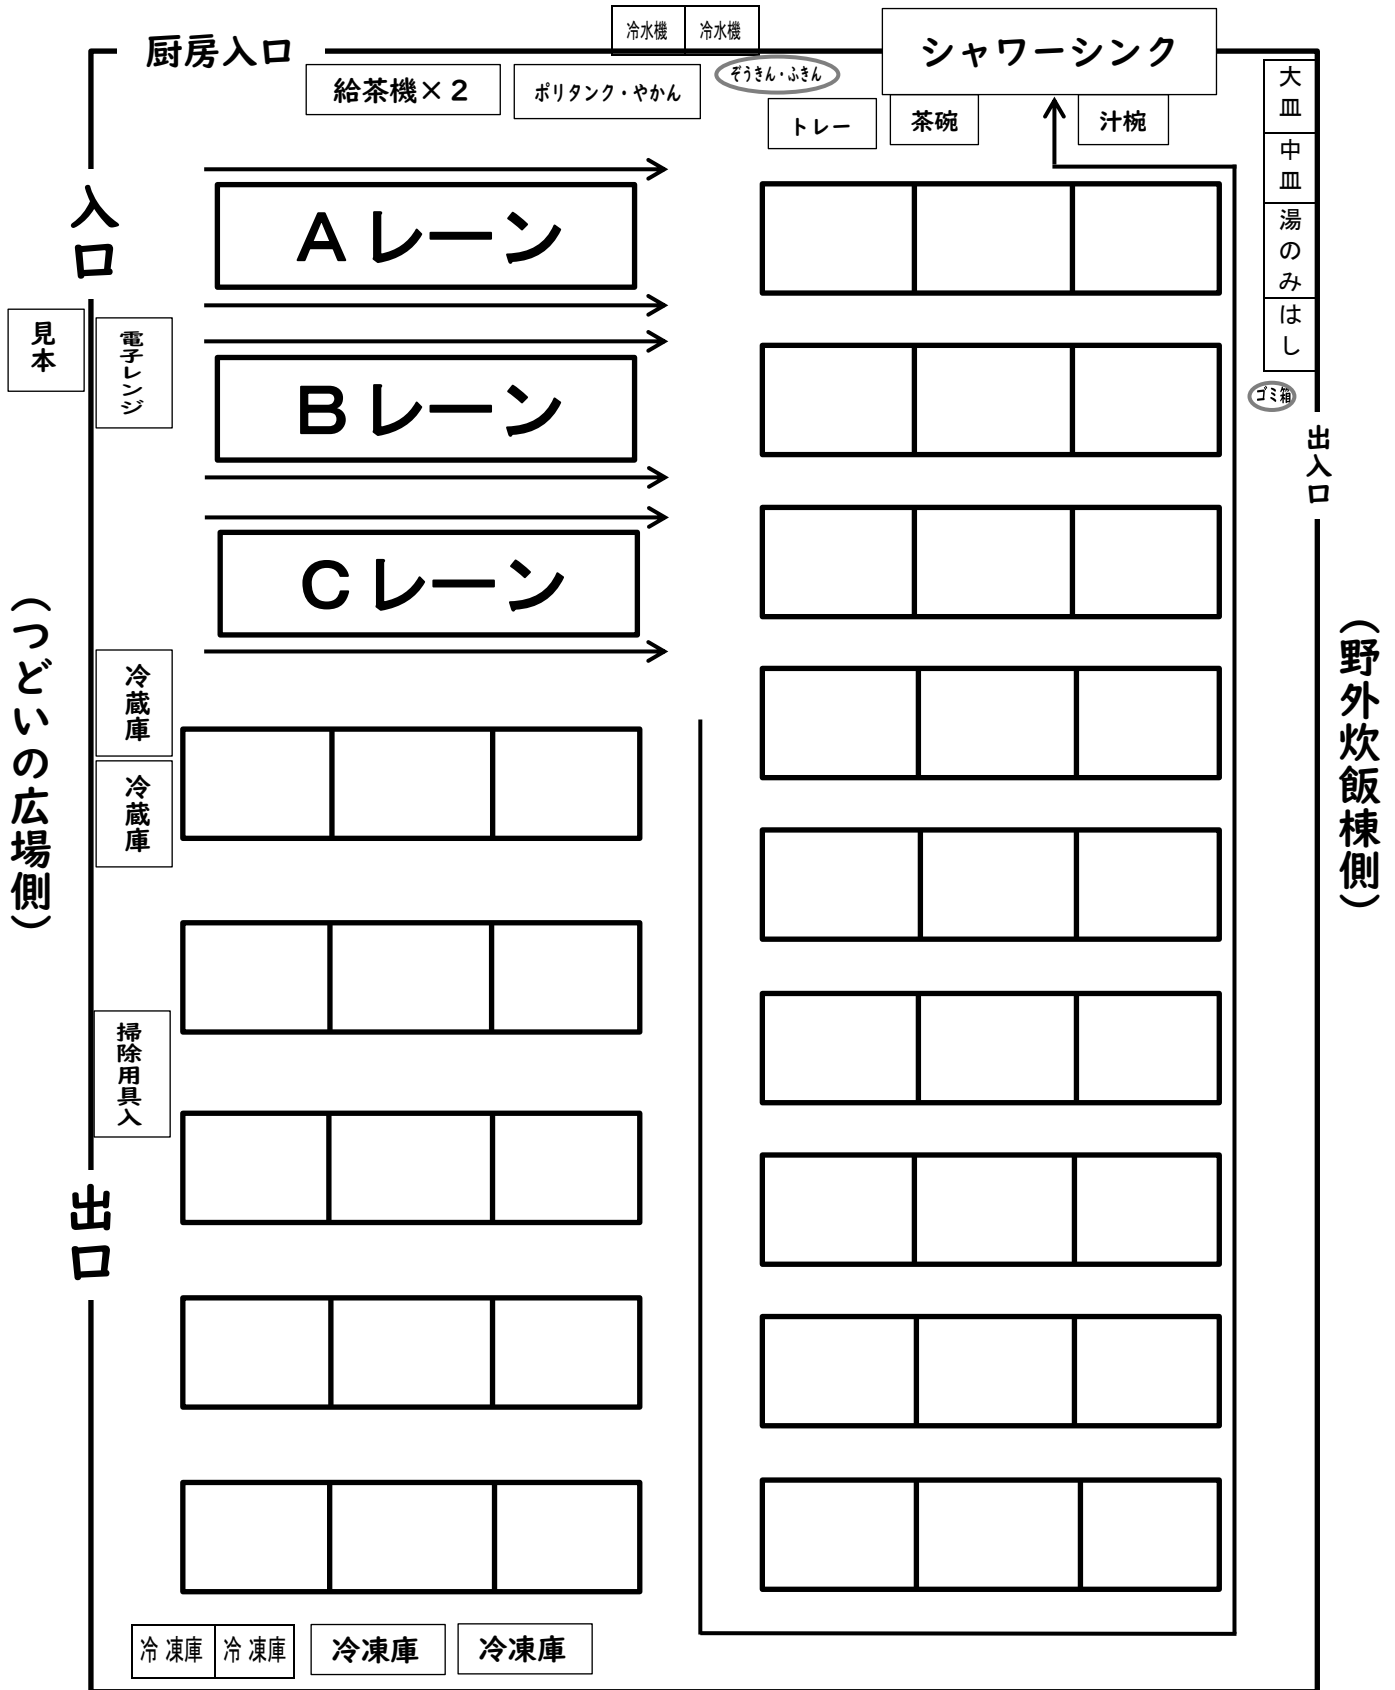 冷水機 冷水機
厨房入口
シャワーシンク
給茶機×2
ポリタンク・やかん
ぞうきん・ふきん
トレー
茶碗
汁椀
大皿
中皿
湯のみ
はし
ゴミ箱
入口
Aレーン
見本
電子レンジ
Bレーン
出入口
Cレーン
(つどいの広場側)
(野外炊飯棟側)
冷蔵庫
冷蔵庫
掃除用具入
出口
冷凍庫 冷凍庫 冷凍庫 冷凍庫